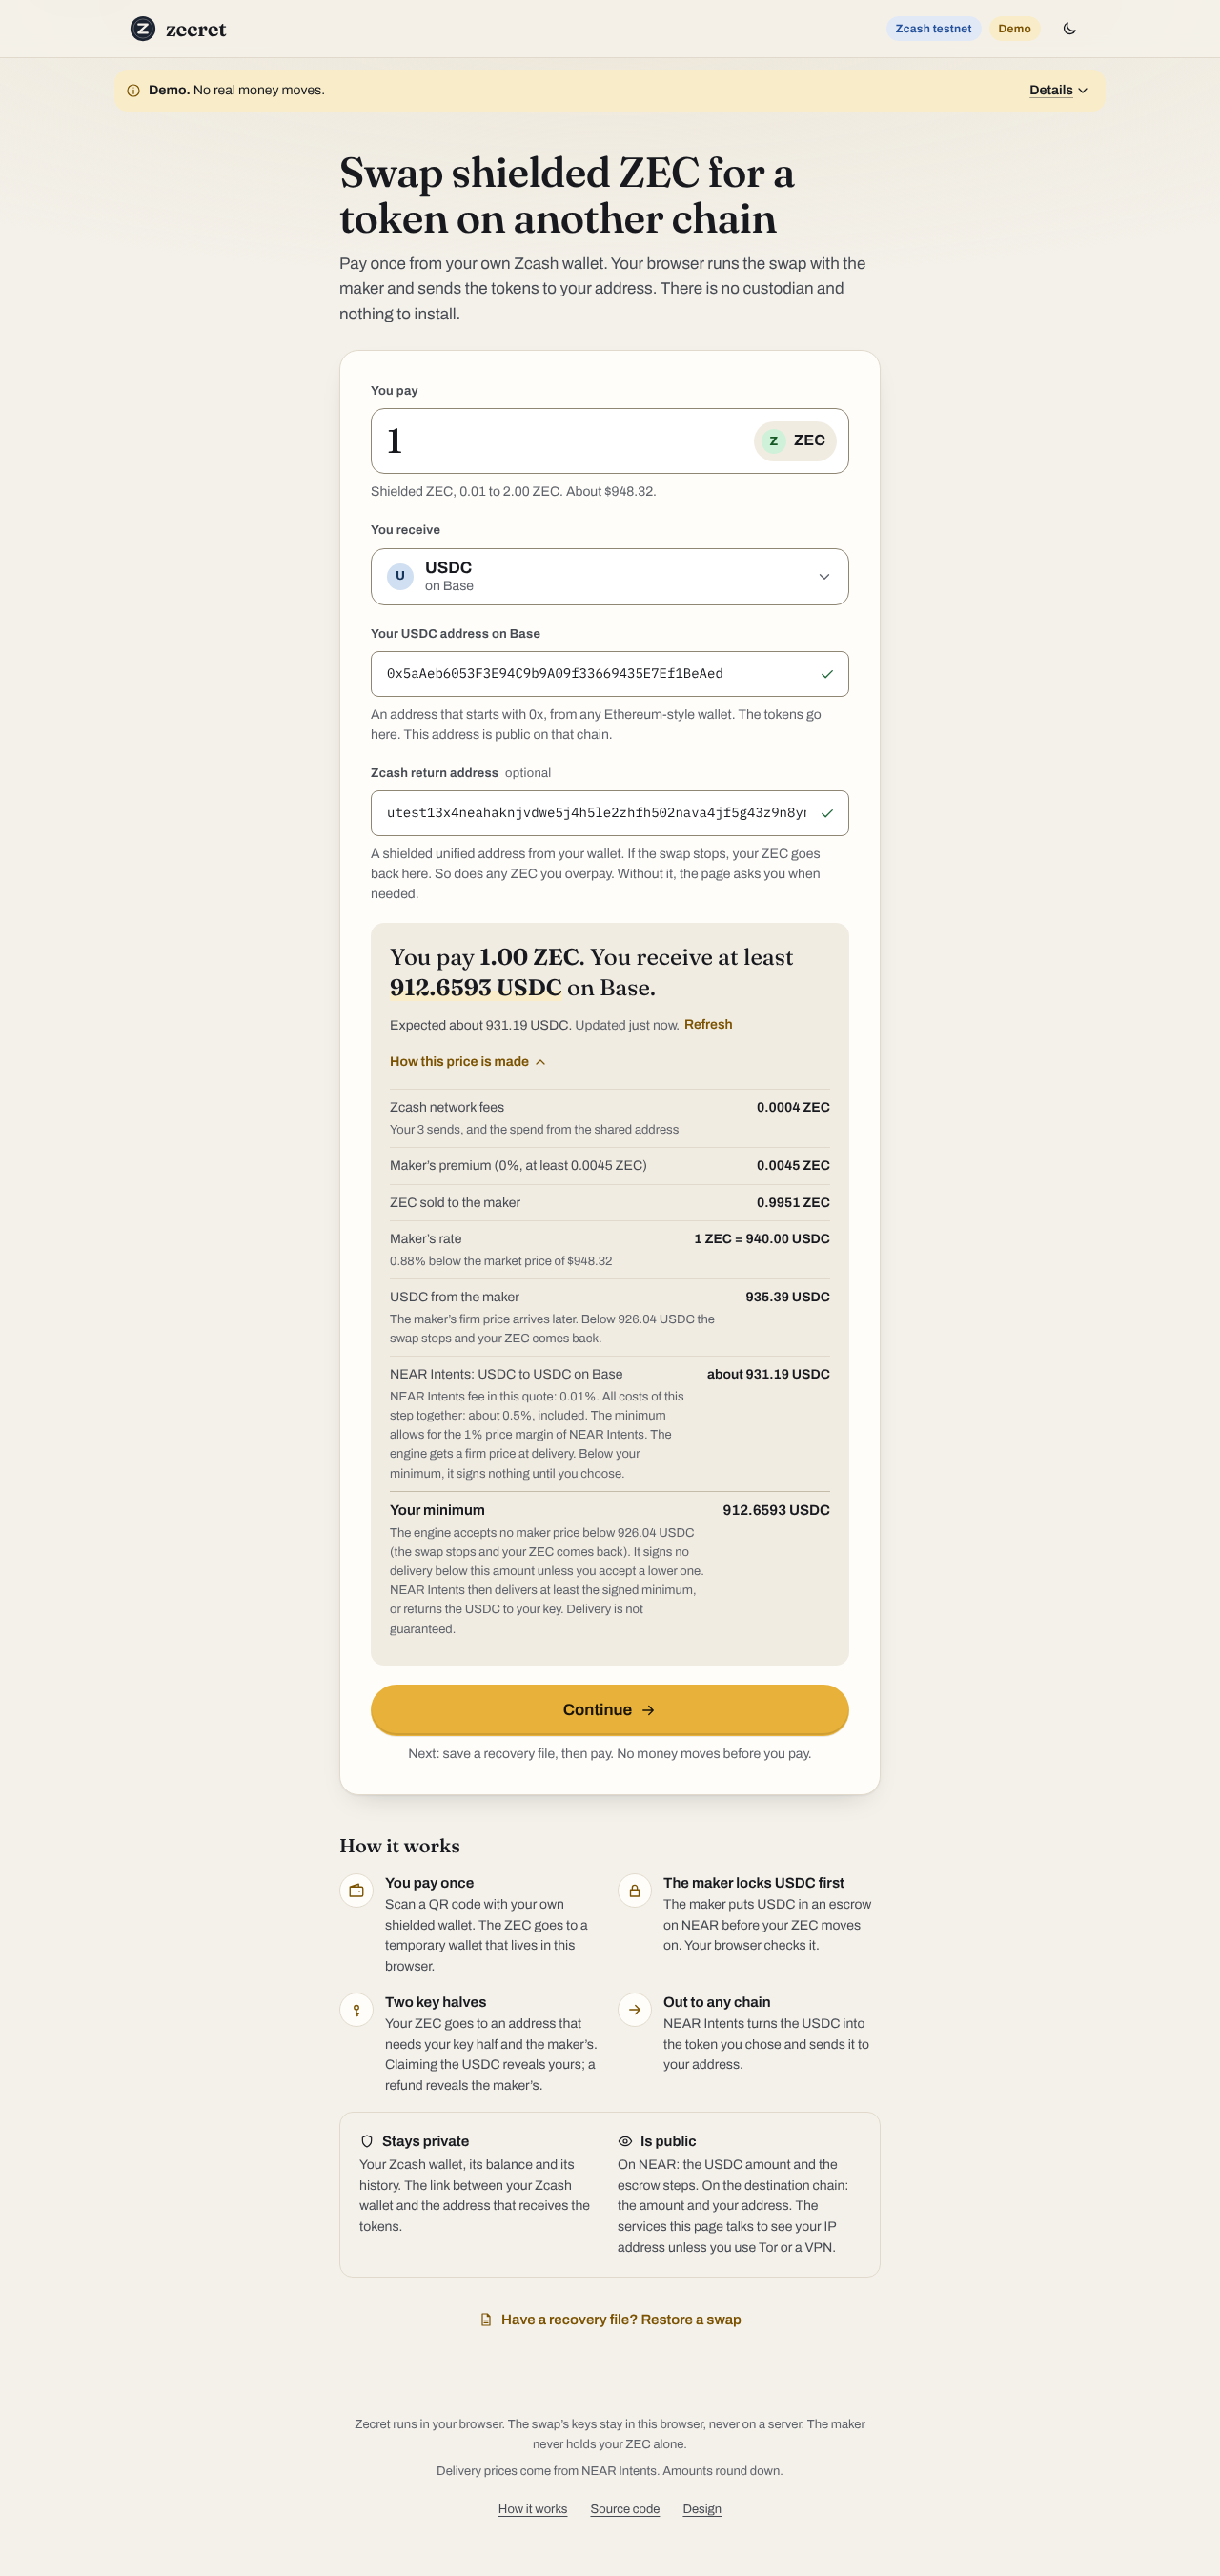 Z zecret
Zcash testnet
Demo
Demo. No real money moves.
Details
Swap shielded ZEC for a
token on another chain
Pay once from your own Zcash wallet. Your browser runs the swap with the
maker and sends the tokens to your address. There is no custodian and
nothing to install.
You pay
1
Z ZEC
Shielded ZEC, 0.01 to 2.00 ZEC. About $948.32.
You receive
U
USDC
on Base
Your USDC address on Base
0x5aAeb6053F3E94C9b9A09f33669435E7Ef1BeAed
An address that starts with 0x, from any Ethereum-style wallet. The tokens go
here. This address is public on that chain.
Zcash return address optional
utest13x4neahaknjvdwe5j4h5le2zhfh502nava4jf5g43z9n8yr
A shielded unified address from your wallet. If the swap stops, your ZEC goes
back here. So does any ZEC you overpay. Without it, the page asks you when
needed.
You pay 1.00 ZEC. You receive at least
912.6593 USDC on Base.
Expected about 931.19 USDC. Updated just now. Refresh
How this price is made
Zcash network fees 0.0004 ZEC
Your 3 sends, and the spend from the shared address
Maker’s premium (0%, at least 0.0045 ZEC) 0.0045 ZEC
ZEC sold to the maker 0.9951 ZEC
Maker’s rate 1 ZEC = 940.00 USDC
0.88% below the market price of $948.32
USDC from the maker 935.39 USDC
The maker’s firm price arrives later. Below 926.04 USDC the
swap stops and your ZEC comes back.
NEAR Intents: USDC to USDC on Base about 931.19 USDC
NEAR Intents fee in this quote: 0.01%. All costs of this
step together: about 0.5%, included. The minimum
allows for the 1% price margin of NEAR Intents. The
engine gets a firm price at delivery. Below your
minimum, it signs nothing until you choose.
Your minimum 912.6593 USDC
The engine accepts no maker price below 926.04 USDC
(the swap stops and your ZEC comes back). It signs no
delivery below this amount unless you accept a lower one.
NEAR Intents then delivers at least the signed minimum,
or returns the USDC to your key. Delivery is not
guaranteed.
Continue
Next: save a recovery file, then pay. No money moves before you pay.
How it works
You pay once
Scan a QR code with your own
shielded wallet. The ZEC goes to a
temporary wallet that lives in this
browser.
The maker locks USDC first
The maker puts USDC in an escrow
on NEAR before your ZEC moves
on. Your browser checks it.
Two key halves
Your ZEC goes to an address that
needs your key half and the maker’s.
Claiming the USDC reveals yours; a
refund reveals the maker’s.
Out to any chain
NEAR Intents turns the USDC into
the token you chose and sends it to
your address.
Stays private
Your Zcash wallet, its balance and its
history. The link between your Zcash
wallet and the address that receives the
tokens.
Is public
On NEAR: the USDC amount and the
escrow steps. On the destination chain:
the amount and your address. The
services this page talks to see your IP
address unless you use Tor or a VPN.
Have a recovery file? Restore a swap
Zecret runs in your browser. The swap’s keys stay in this browser, never on a server. The maker
never holds your ZEC alone.
Delivery prices come from NEAR Intents. Amounts round down.
How it works
Source code
Design